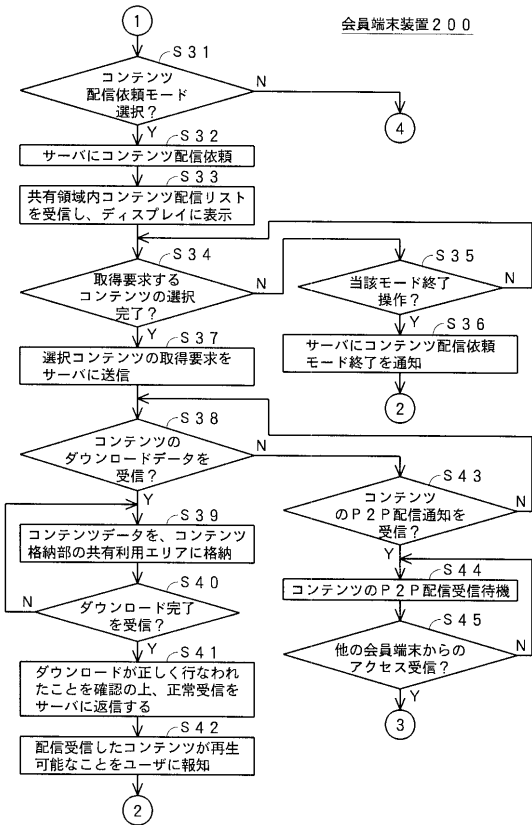 会員端末装置200
1
S31
コンテンツ
配信依頼モード
選択?
N
4
Y
S32
サーバにコンテンツ配信依頼
S33
共有領域内コンテンツ配信リスト
を受信し、ディスプレイに表示
S34
取得要求する
コンテンツの選択
完了?
N
S35
当該モード終了
操作?
N
Y
S36
サーバにコンテンツ配信依頼
モード終了を通知
2
Y
S37
選択コンテンツの取得要求を
サーバに送信
S38
コンテンツの
ダウンロードデータを
受信?
N
S43
コンテンツ
のP2P配信通知を
受信?
N
Y
S44
コンテンツのP2P配信受信待機
S45
他の会員端末からの
アクセス受信?
N
Y
3
Y
S39
コンテンツデータを、コンテンツ
格納部の共有利用エリアに格納
S40
ダウンロード完了
を受信?
N
Y
S41
ダウンロードが正しく行なわれ
たことを確認の上、正常受信を
サーバに返信する
S42
配信受信したコンテンツが再生
可能なことをユーザに報知
2